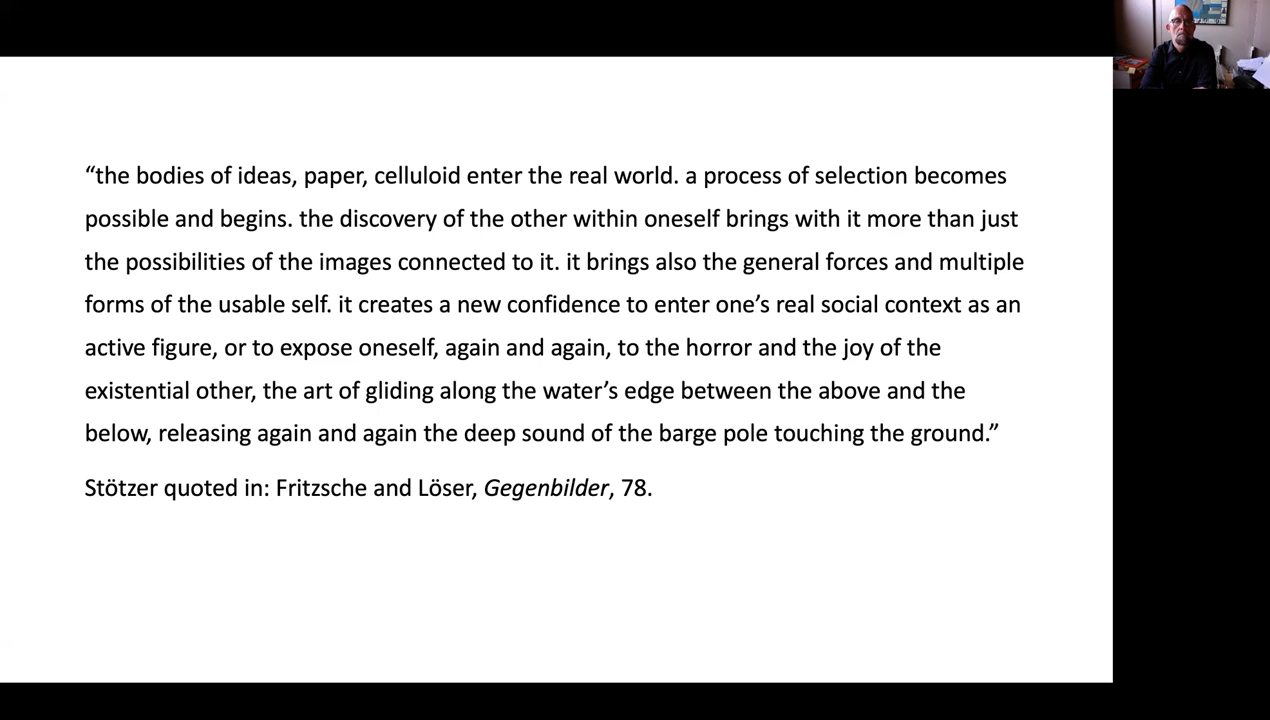 “the bodies of ideas, paper, celluloid enter the real world. a process of selection becomes
possible and begins. the discovery of the other within oneself brings with it more than just
the possibilities of the images connected to it. it brings also the general forces and multiple
forms of the usable self. it creates a new confidence to enter one’s real social context as an
active figure, or to expose oneself, again and again, to the horror and the joy of the
existential other, the art of gliding along the water’s edge between the above and the
below, releasing again and again the deep sound of the barge pole touching the ground.”
Stötzer quoted in: Fritzsche and Löser, Gegenbilder, 78.